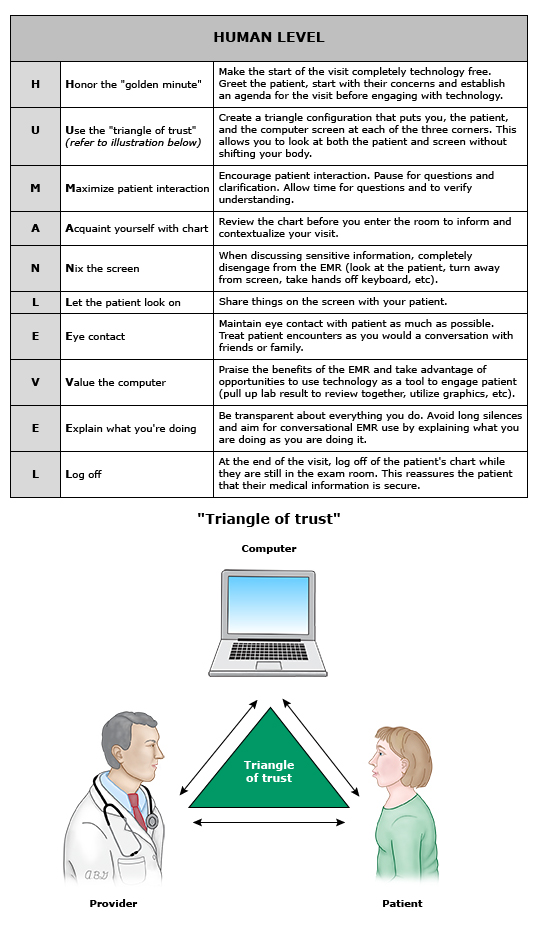 HUMAN LEVEL
H
Honor the "golden minute"
Make the start of the visit completely technology free.
Greet the patient, start with their concerns and establish
an agenda for the visit before engaging with technology.
U
Use the "triangle of trust"
(refer to illustration below)
Create a triangle configuration that puts you, the patient,
and the computer screen at each of the three corners. This
allows you to look at both the patient and screen without
shifting your body.
M
Maximize patient interaction
Encourage patient interaction. Pause for questions and
clarification. Allow time for questions and to verify
understanding.
A
Acquaint yourself with chart
Review the chart before you enter the room to inform and
contextualize your visit.
N
Nix the screen
When discussing sensitive information, completely
disengage from the EMR (look at the patient, turn away
from screen, take hands off keyboard, etc).
L
Let the patient look on
Share things on the screen with your patient.
E
Eye contact
Maintain eye contact with patient as much as possible.
Treat patient encounters as you would a conversation with
friends or family.
V
Value the computer
Praise the benefits of the EMR and take advantage of
opportunities to use technology as a tool to engage patient
(pull up lab result to review together, utilize graphics, etc).
E
Explain what you're doing
Be transparent about everything you do. Avoid long silences
and aim for conversational EMR use by explaining what you
are doing as you are doing it.
L
Log off
At the end of the visit, log off of the patient's chart while
they are still in the exam room. This reassures the patient
that their medical information is secure.
"Triangle of trust"
Computer
Triangle
of trust
Provider
Patient